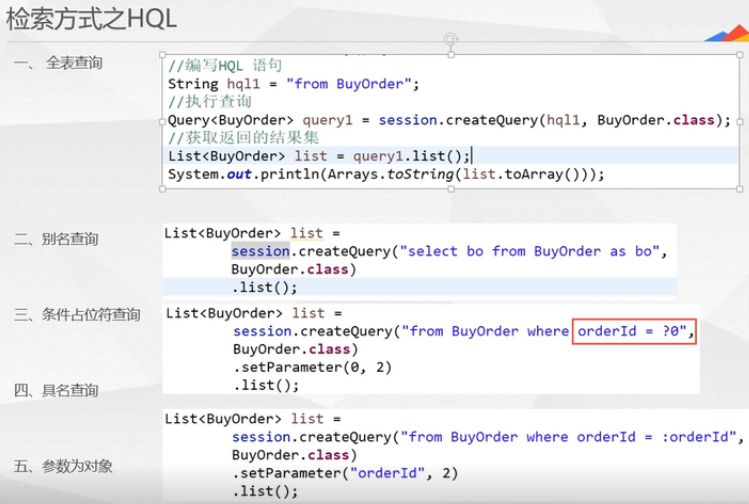 检索方式之HQL
一、 全表查询
//编写HQL 语句
String hql1 = "from BuyOrder";
//执行查询
Query<BuyOrder> query1 = session.createQuery(hql1, BuyOrder.class);
//获取返回的结果集
List<BuyOrder> list = query1.list();
System.out.println(Arrays.toString(list.toArray()));
二、别名查询
List<BuyOrder> list =
session.createQuery("select bo from BuyOrder as bo",
BuyOrder.class)
.list();
三、条件占位符查询
List<BuyOrder> list =
session.createQuery("from BuyOrder where orderId = ?0",
BuyOrder.class)
.setParameter(0, 2)
.list();
四、具名查询
List<BuyOrder> list =
session.createQuery("from BuyOrder where orderId = :orderId",
BuyOrder.class)
.setParameter("orderId", 2)
.list();
五、参数为对象